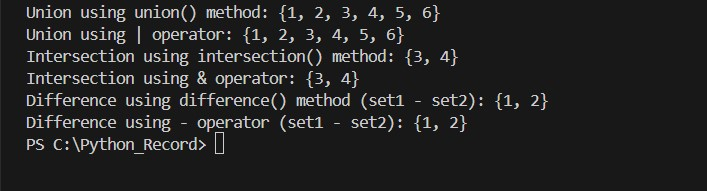 Union using union() method: {1, 2, 3, 4, 5, 6}
Union using | operator: {1, 2, 3, 4, 5, 6}
Intersection using intersection() method: {3, 4}
Intersection using & operator: {3, 4}
Difference using difference() method (set1 - set2): {1, 2}
Difference using - operator (set1 - set2): {1, 2}
PS C:\Python_Record>